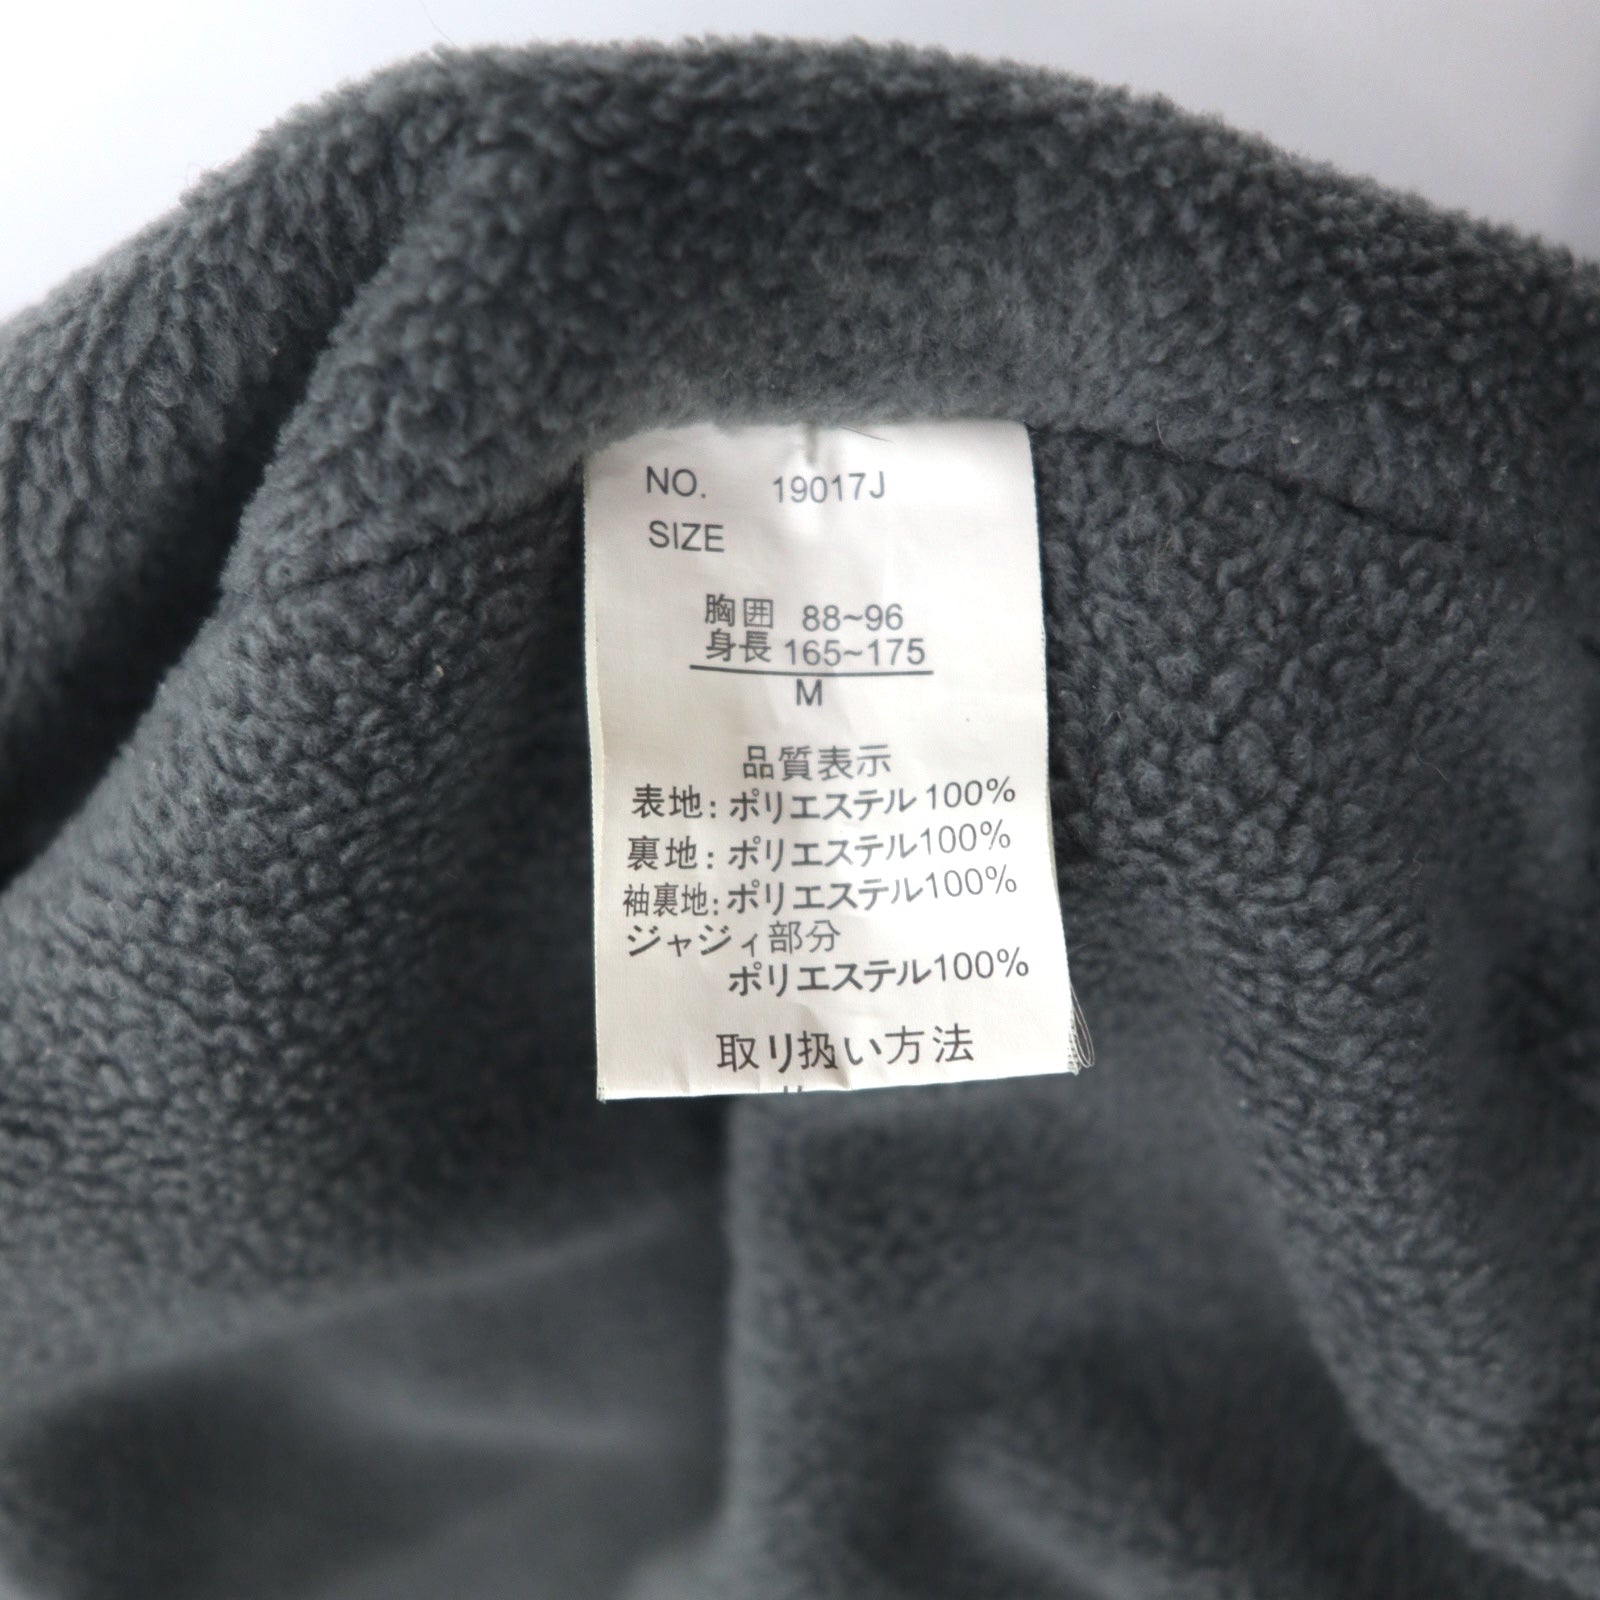 NO. 19017J
SIZE
胸囲 88~96
身長 165~175
M
品質表示
表地:ポリエステル100%
裏地:ポリエステル100%
袖裏地:ポリエステル100%
ジャジィ部分
ポリエステル100%
取り扱い方法